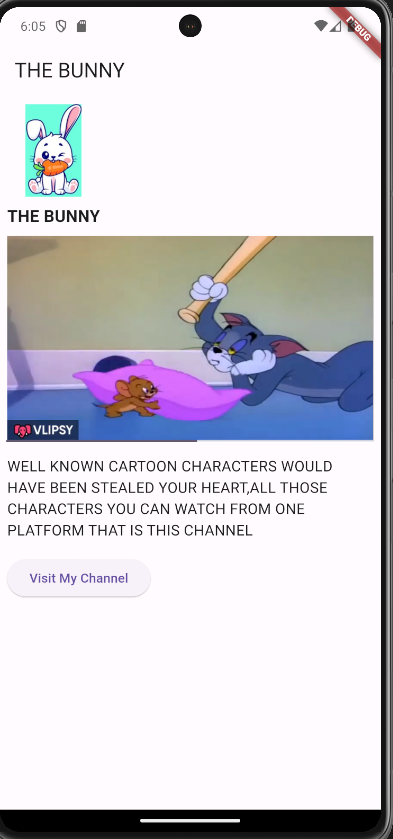 6:05
DEBUG
THE BUNNY
THE BUNNY
VLIPSY
WELL KNOWN CARTOON CHARACTERS WOULD
HAVE BEEN STEALED YOUR HEART,ALL THOSE
CHARACTERS YOU CAN WATCH FROM ONE
PLATFORM THAT IS THIS CHANNEL
Visit My Channel